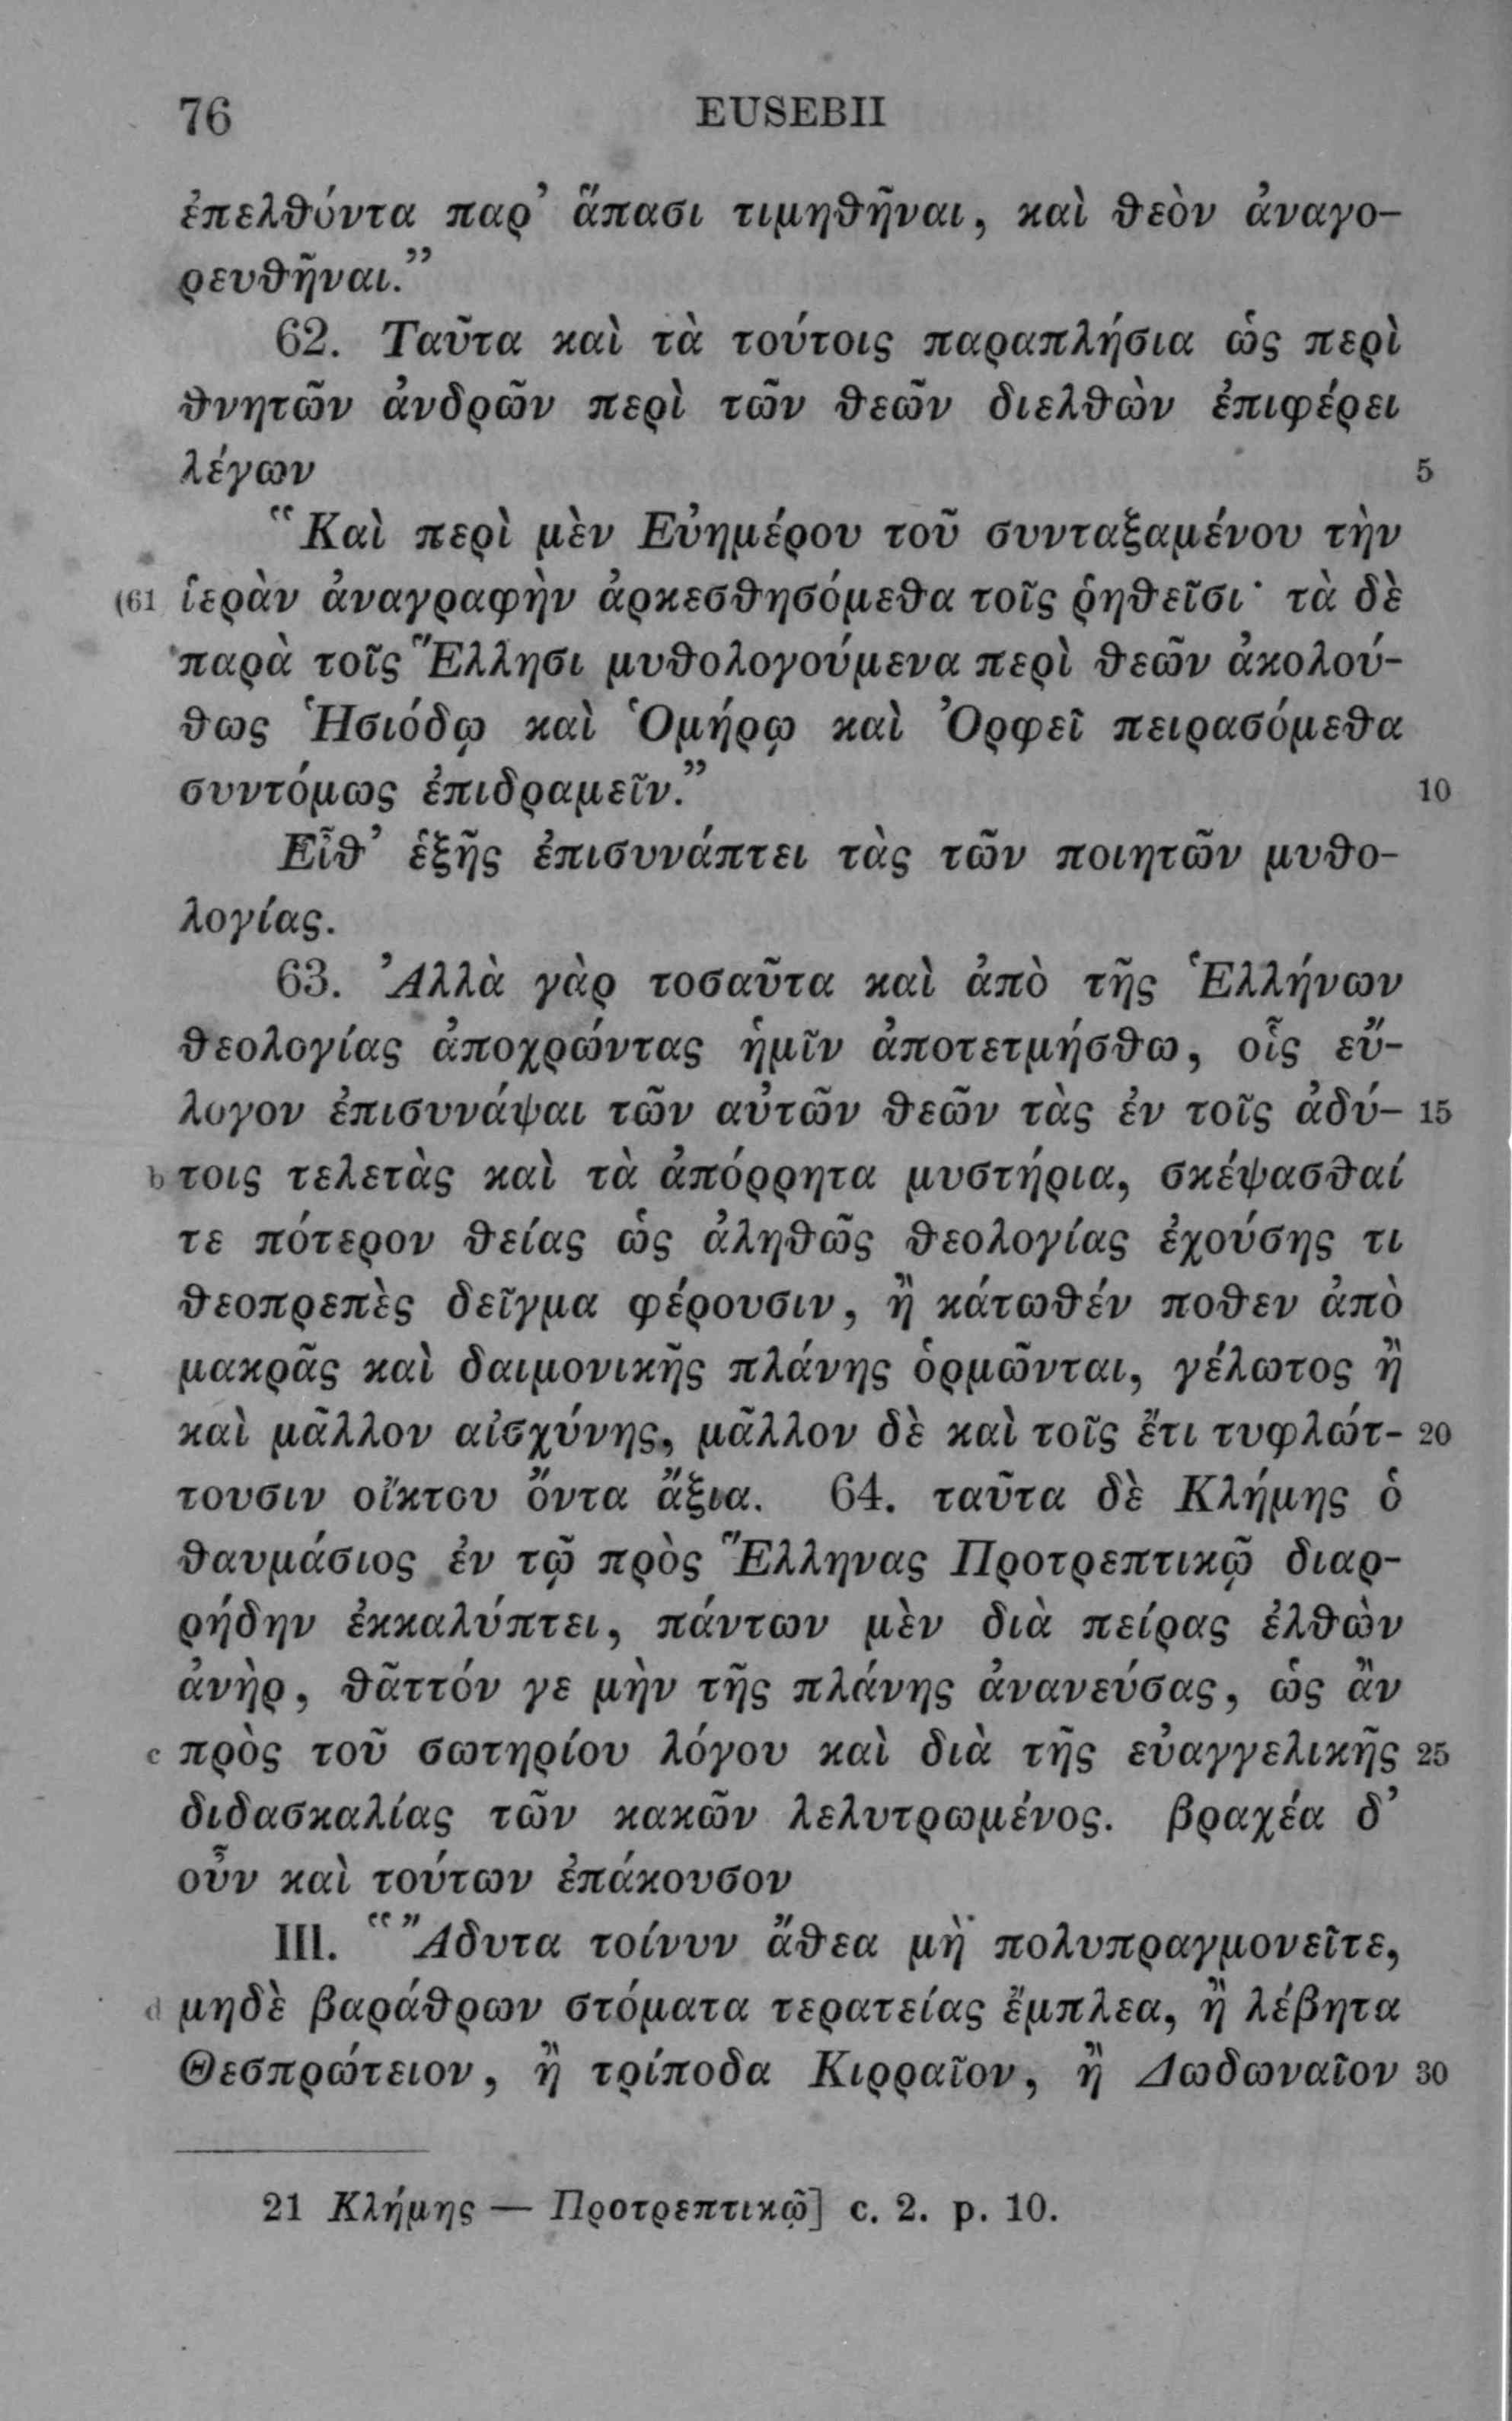 76 EUSEBII
ἐπελθόντα παρ’ ἅπασι τιμηθῆναι, καὶ θεὸν ἀναγο-
ρευθῆναι.”
62. Ταῦτα καὶ τὰ τούτοις παραπλήσια ὡς περὶ
θνητῶν ἀνδρῶν περὶ τῶν θεῶν διελθὼν ἐπιφέρει
λέγων 5
“Καὶ περὶ μὲν Εὐημέρου τοῦ συνταξαμένου τὴν
(61 ἱερὰν ἀναγραφὴν ἀρκεσθησόμεθα τοῖς ῥηθεῖσι· τὰ δὲ
παρὰ τοῖς Ἕλλησι μυθολογούμενα περὶ θεῶν ἀκολού-
θως Ἡσιόδῳ καὶ Ὁμήρῳ καὶ Ὀρφεῖ πειρασόμεθα
συντόμως ἐπιδραμεῖν.” 10
Εἶθ’ ἑξῆς ἐπισυνάπτει τὰς τῶν ποιητῶν μυθο-
λογίας.
63. Ἀλλὰ γὰρ τοσαῦτα καὶ ἀπὸ τῆς Ἑλλήνων
θεολογίας ἀποχρώντας ἡμῖν ἀποτετμήσθω, οἷς εὔ-
λογον ἐπισυνάψαι τῶν αὐτῶν θεῶν τὰς ἐν τοῖς ἀδύ- 15
b τοις τελετὰς καὶ τὰ ἀπόρρητα μυστήρια, σκέψασθαί
τε πότερον θείας ὡς ἀληθῶς θεολογίας ἐχούσης τι
θεοπρεπὲς δεῖγμα φέρουσιν, ἢ κάτωθέν ποθεν ἀπὸ
μακρᾶς καὶ δαιμονικῆς πλάνης ὁρμῶνται, γέλωτος ἢ
καὶ μᾶλλον αἰσχύνης, μᾶλλον δὲ καὶ τοῖς ἔτι τυφλώτ- 20
τουσιν οἴκτου ὄντα ἄξια. 64. ταῦτα δὲ Κλήμης ὁ
θαυμάσιος ἐν τῷ πρὸς Ἕλληνας Προτρεπτικῷ διαρ-
ρήδην ἐκκαλύπτει, πάντων μὲν διὰ πείρας ἐλθὼν
ἀνὴρ, θᾶττόν γε μὴν τῆς πλάνης ἀνανεύσας, ὡς ἂν
c πρὸς τοῦ σωτηρίου λόγου καὶ διὰ τῆς εὐαγγελικῆς 25
διδασκαλίας τῶν κακῶν λελυτρωμένος. βραχέα δ’
οὖν καὶ τούτων ἐπάκουσον
III. “Ἄδυτα τοίνυν ἄθεα μὴ πολυπραγμονεῖτε,
d μηδὲ βαράθρων στόματα τερατείας ἔμπλεα, ἢ λέβητα
Θεσπρώτειον, ἢ τρίποδα Κιρραῖον, ἢ Δωδωναῖον 30
21 Κλήμης — Προτρεπτικῷ] c. 2. p. 10.